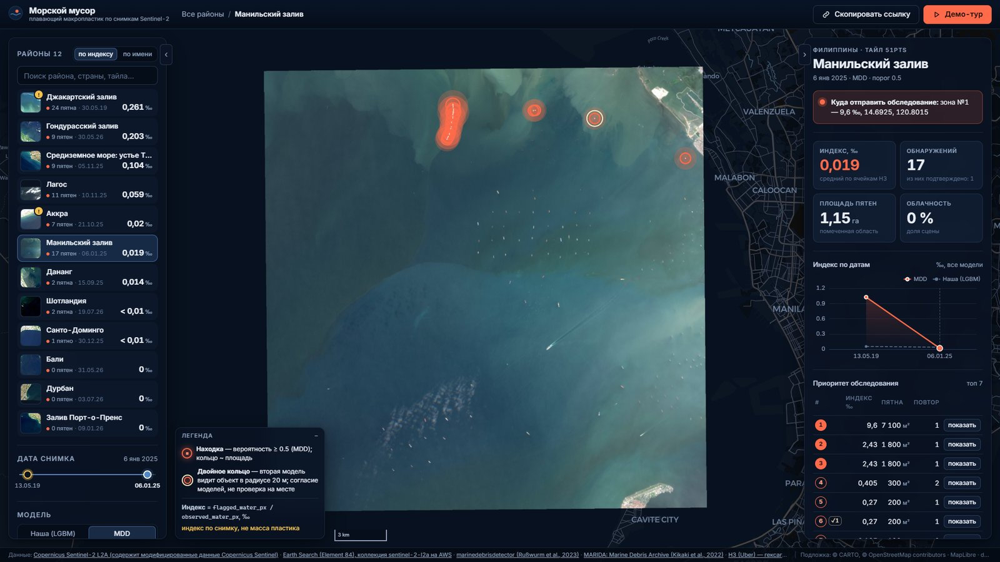 Морской мусор
плавающий макропластик по снимкам Sentinel-2
Все районы / Манильский залив
Скопировать ссылку
Демо-тур
РАЙОНЫ 12
по индексу
по имени
Поиск района, страны, тайла...
Джакартский залив
24 пятна · 30.05.19
0,261 ‰
Гондурасский залив
9 пятен · 30.05.26
0,203 ‰
Средиземное море: устье Т...
9 пятен · 05.11.25
0,104 ‰
Лагос
11 пятен · 10.11.25
0,059 ‰
Аккра
7 пятен · 21.10.25
0,02 ‰
Манильский залив
17 пятен · 06.01.25
0,019 ‰
Дананг
2 пятна · 15.09.25
0,014 ‰
Шотландия
2 пятна · 19.07.26
< 0,01 ‰
Санто-Доминго
1 пятно · 30.12.25
< 0,01 ‰
Бали
0 пятен · 31.05.26
0 ‰
Дурбан
0 пятен · 03.07.26
0 ‰
Залив Порт-о-Пренс
0 пятен · 09.01.26
0 ‰
ДАТА СНИМКА
6 янв 2025
13.05.19
06.01.25
МОДЕЛЬ
Наша (LGBM)
MDD
ЛЕГЕНДА
–
Находка — вероятность ≥ 0.5 (MDD);
кольцо ~ площадь
Двойное кольцо — вторая модель
видит объект в радиусе 20 м; согласие
моделей, не проверка на месте
Индекс = flagged_water_px /
observed_water_px, ‰
индекс по снимку, не масса пластика
3 km
Poco Creek
ando
VALENZUELA
MALABON
CALOOCAN
MANILA
PARA
LAS PIÑA
CAVITE CITY
ФИЛИППИНЫ · ТАЙЛ 51PTS
Манильский залив
6 янв 2025 · MDD · порог 0.5
Куда отправить обследование: зона №1
— 9,6 ‰, 14.6925, 120.8015
ИНДЕКС, ‰
0,019
средний по ячейкам H3
ОБНАРУЖЕНИЙ
17
из них подтверждено: 1
ПЛОЩАДЬ ПЯТЕН
1,15 га
помеченная область
ОБЛАЧНОСТЬ
0 %
доля сцены
Индекс по датам
‰, все модели
MDD
Наша (LGBM)
1.2
0.9
0.6
0.3
0
13.05.19
06.01.25
Приоритет обследования
топ 7
# ИНДЕКС ‰ ПЯТНА ПОВТОР
1 9,6 7 100 м² 1 показать
2 2,43 1 800 м² 1 показать
3 2,43 1 800 м² 1 показать
4 0,405 300 м² 2 показать
5 0,27 200 м² 1 показать
6 ✓1 0,27 200 м² 1 показать
Данные: Copernicus Sentinel-2 L2A (содержит модифицированные данные Copernicus Sentinel) · Earth Search (Element 84), коллекция sentinel-2-l2a на AWS · marinedebrisdetector (Rußwurm et al., 2023) · MARIDA: Marine Debris Archive (Kikaki et al., 2022) · H3 (Uber) — гексаг...
Подложка: © CARTO, © OpenStreetMap contributors · MapLibre · d...